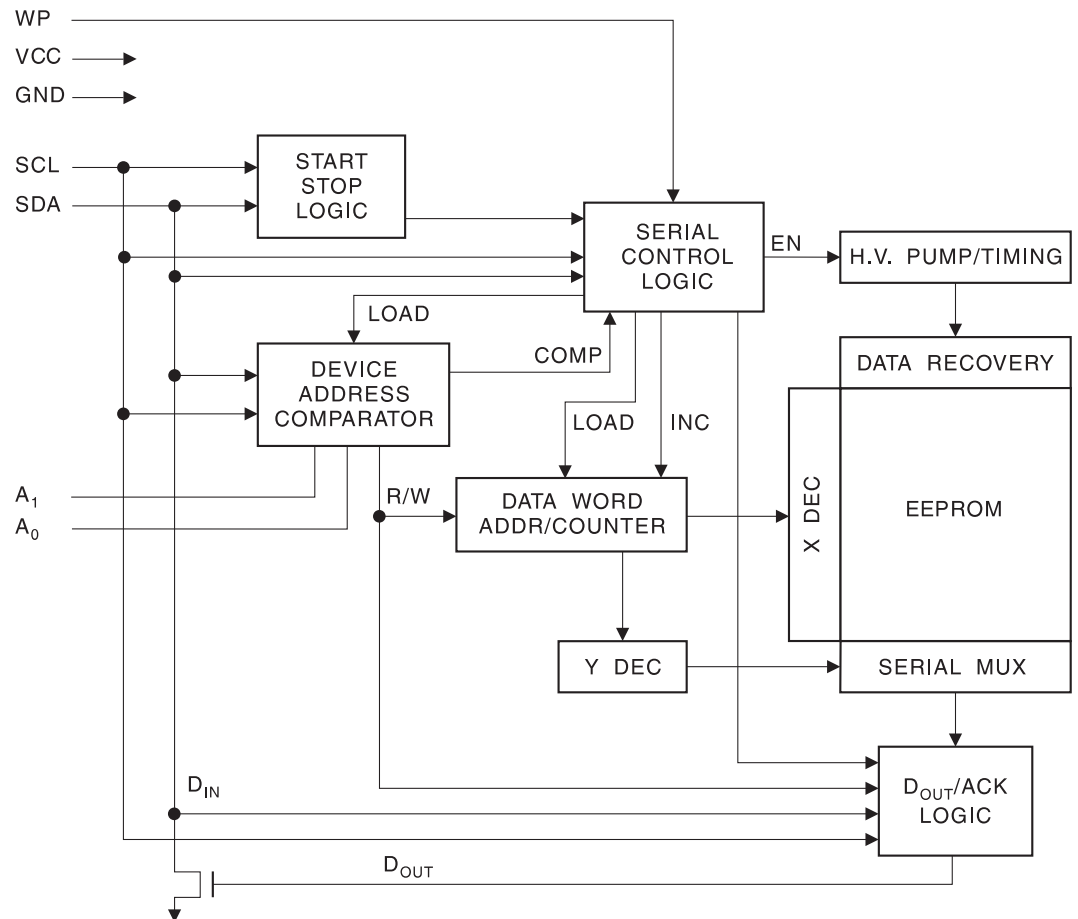 WP
VCC
GND
SCL
SDA
START
STOP
LOGIC
SERIAL
CONTROL
LOGIC
EN
H.V. PUMP/TIMING
LOAD
COMP
DEVICE
ADDRESS
COMPARATOR
DATA RECOVERY
LOAD
INC
A1
A0
R/W
DATA WORD
ADDR/COUNTER
X DEC
EEPROM
Y DEC
SERIAL MUX
DIN
DOUT/ACK
LOGIC
DOUT